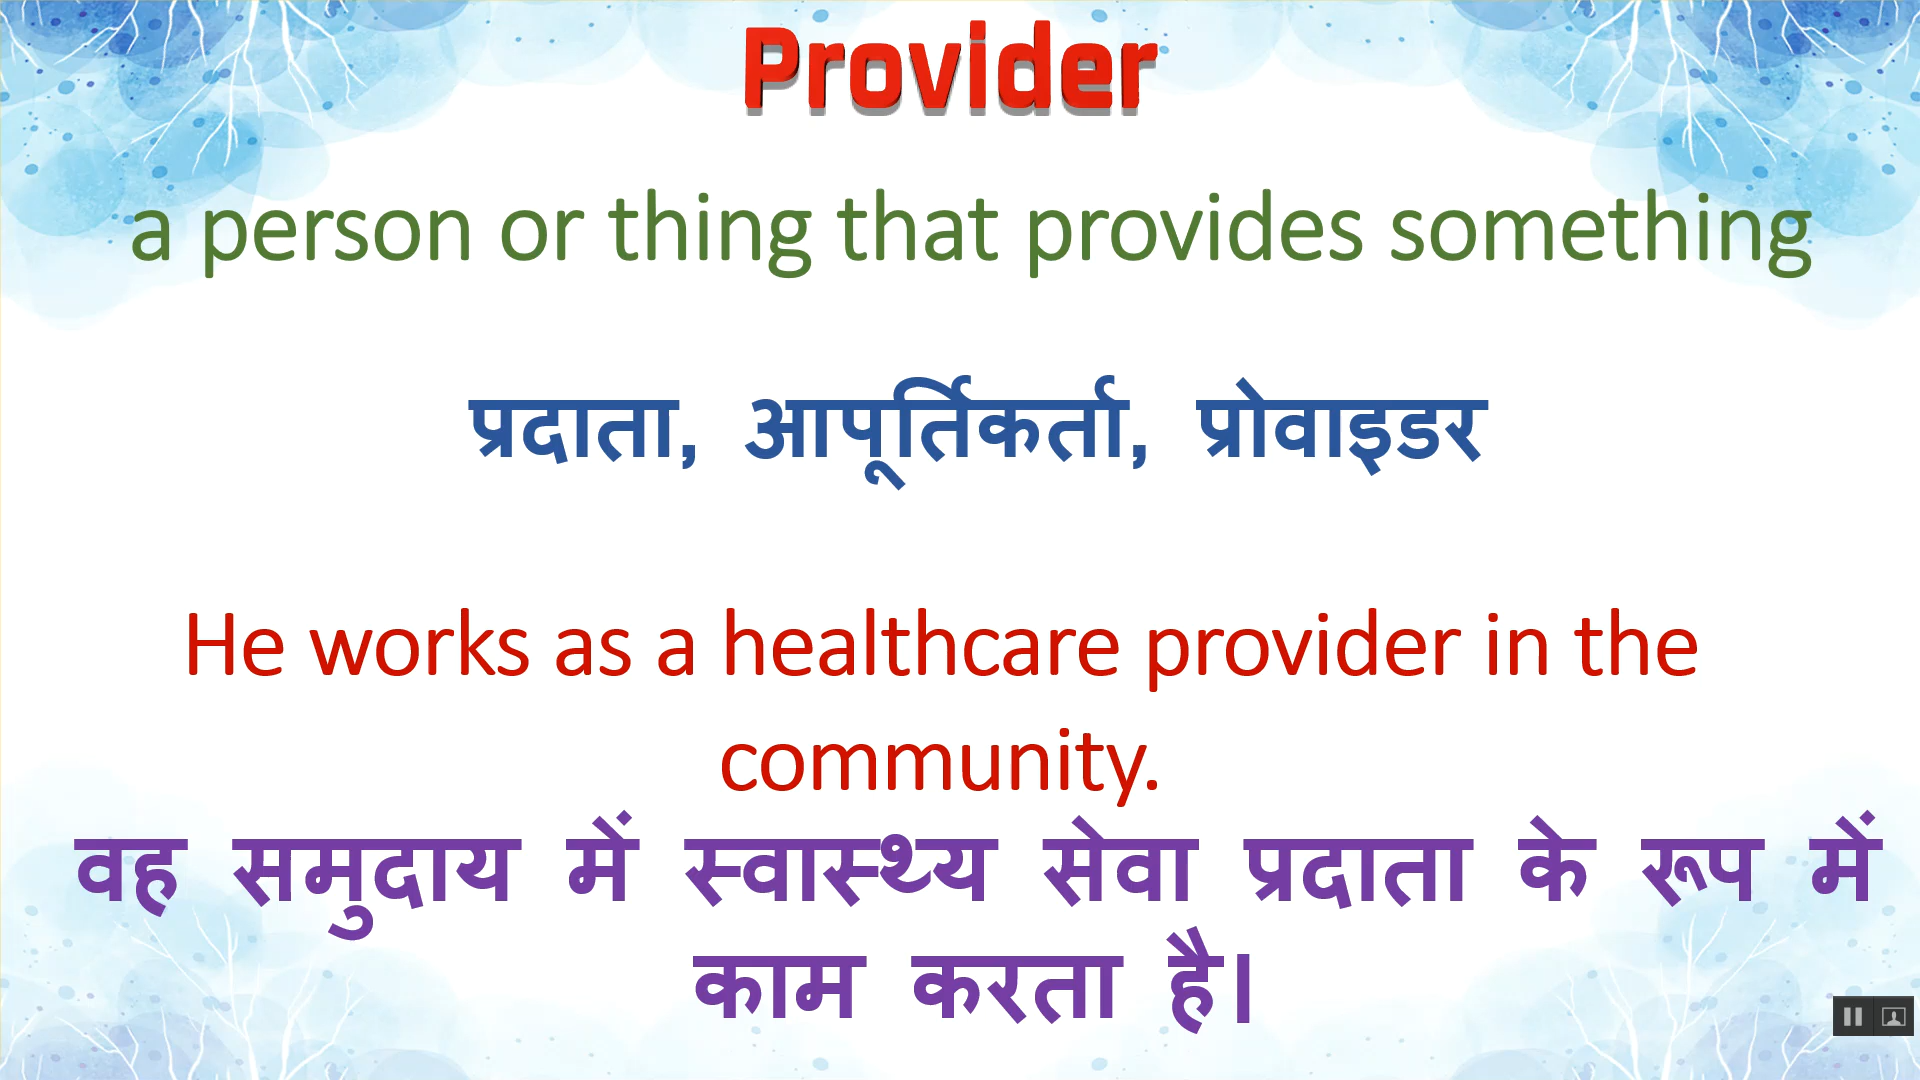 Provider
a person or thing that provides something
प्रदाता, आपूर्तिकर्ता, प्रोवाइडर
He works as a healthcare provider in the
community.
वह समुदाय में स्वास्थ्य सेवा प्रदाता के रूप में
काम करता है।